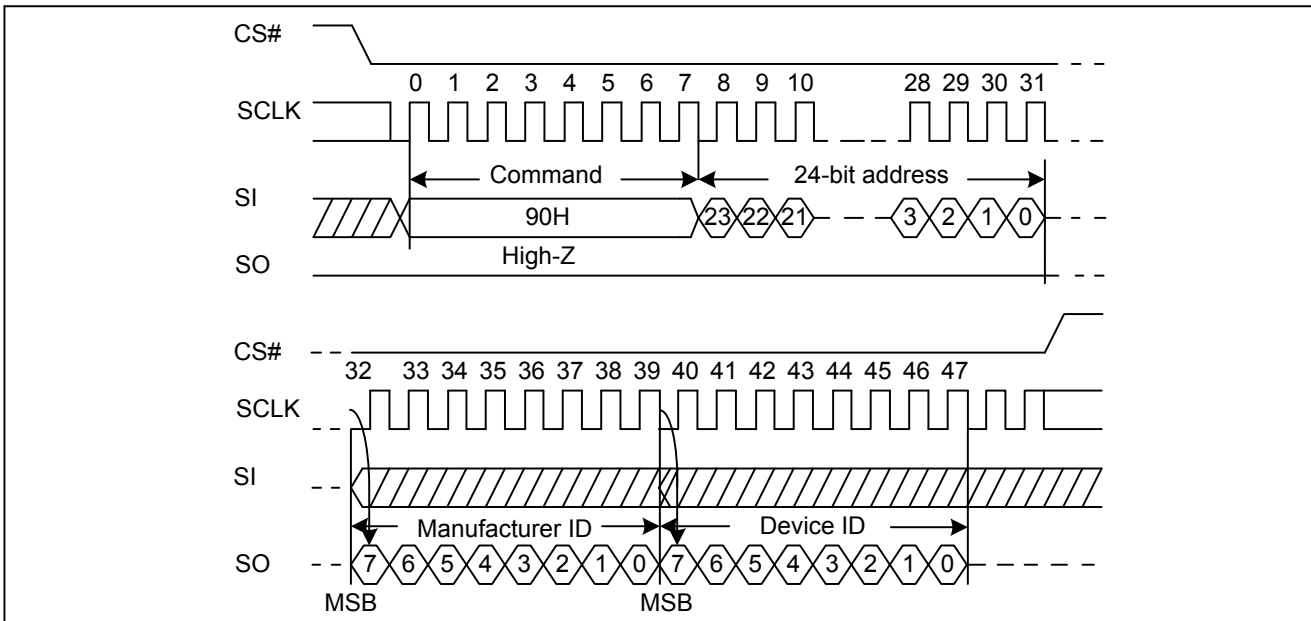 CS#
0 1 2 3 4 5 6 7 8 9 10 28 29 30 31
SCLK
Command 24-bit address
SI
90H 23 22 21 3 2 1 0
High-Z
SO
CS#
32 33 34 35 36 37 38 39 40 41 42 43 44 45 46 47
SCLK
SI
Manufacturer ID Device ID
SO 7 6 5 4 3 2 1 0 7 6 5 4 3 2 1 0
MSB MSB